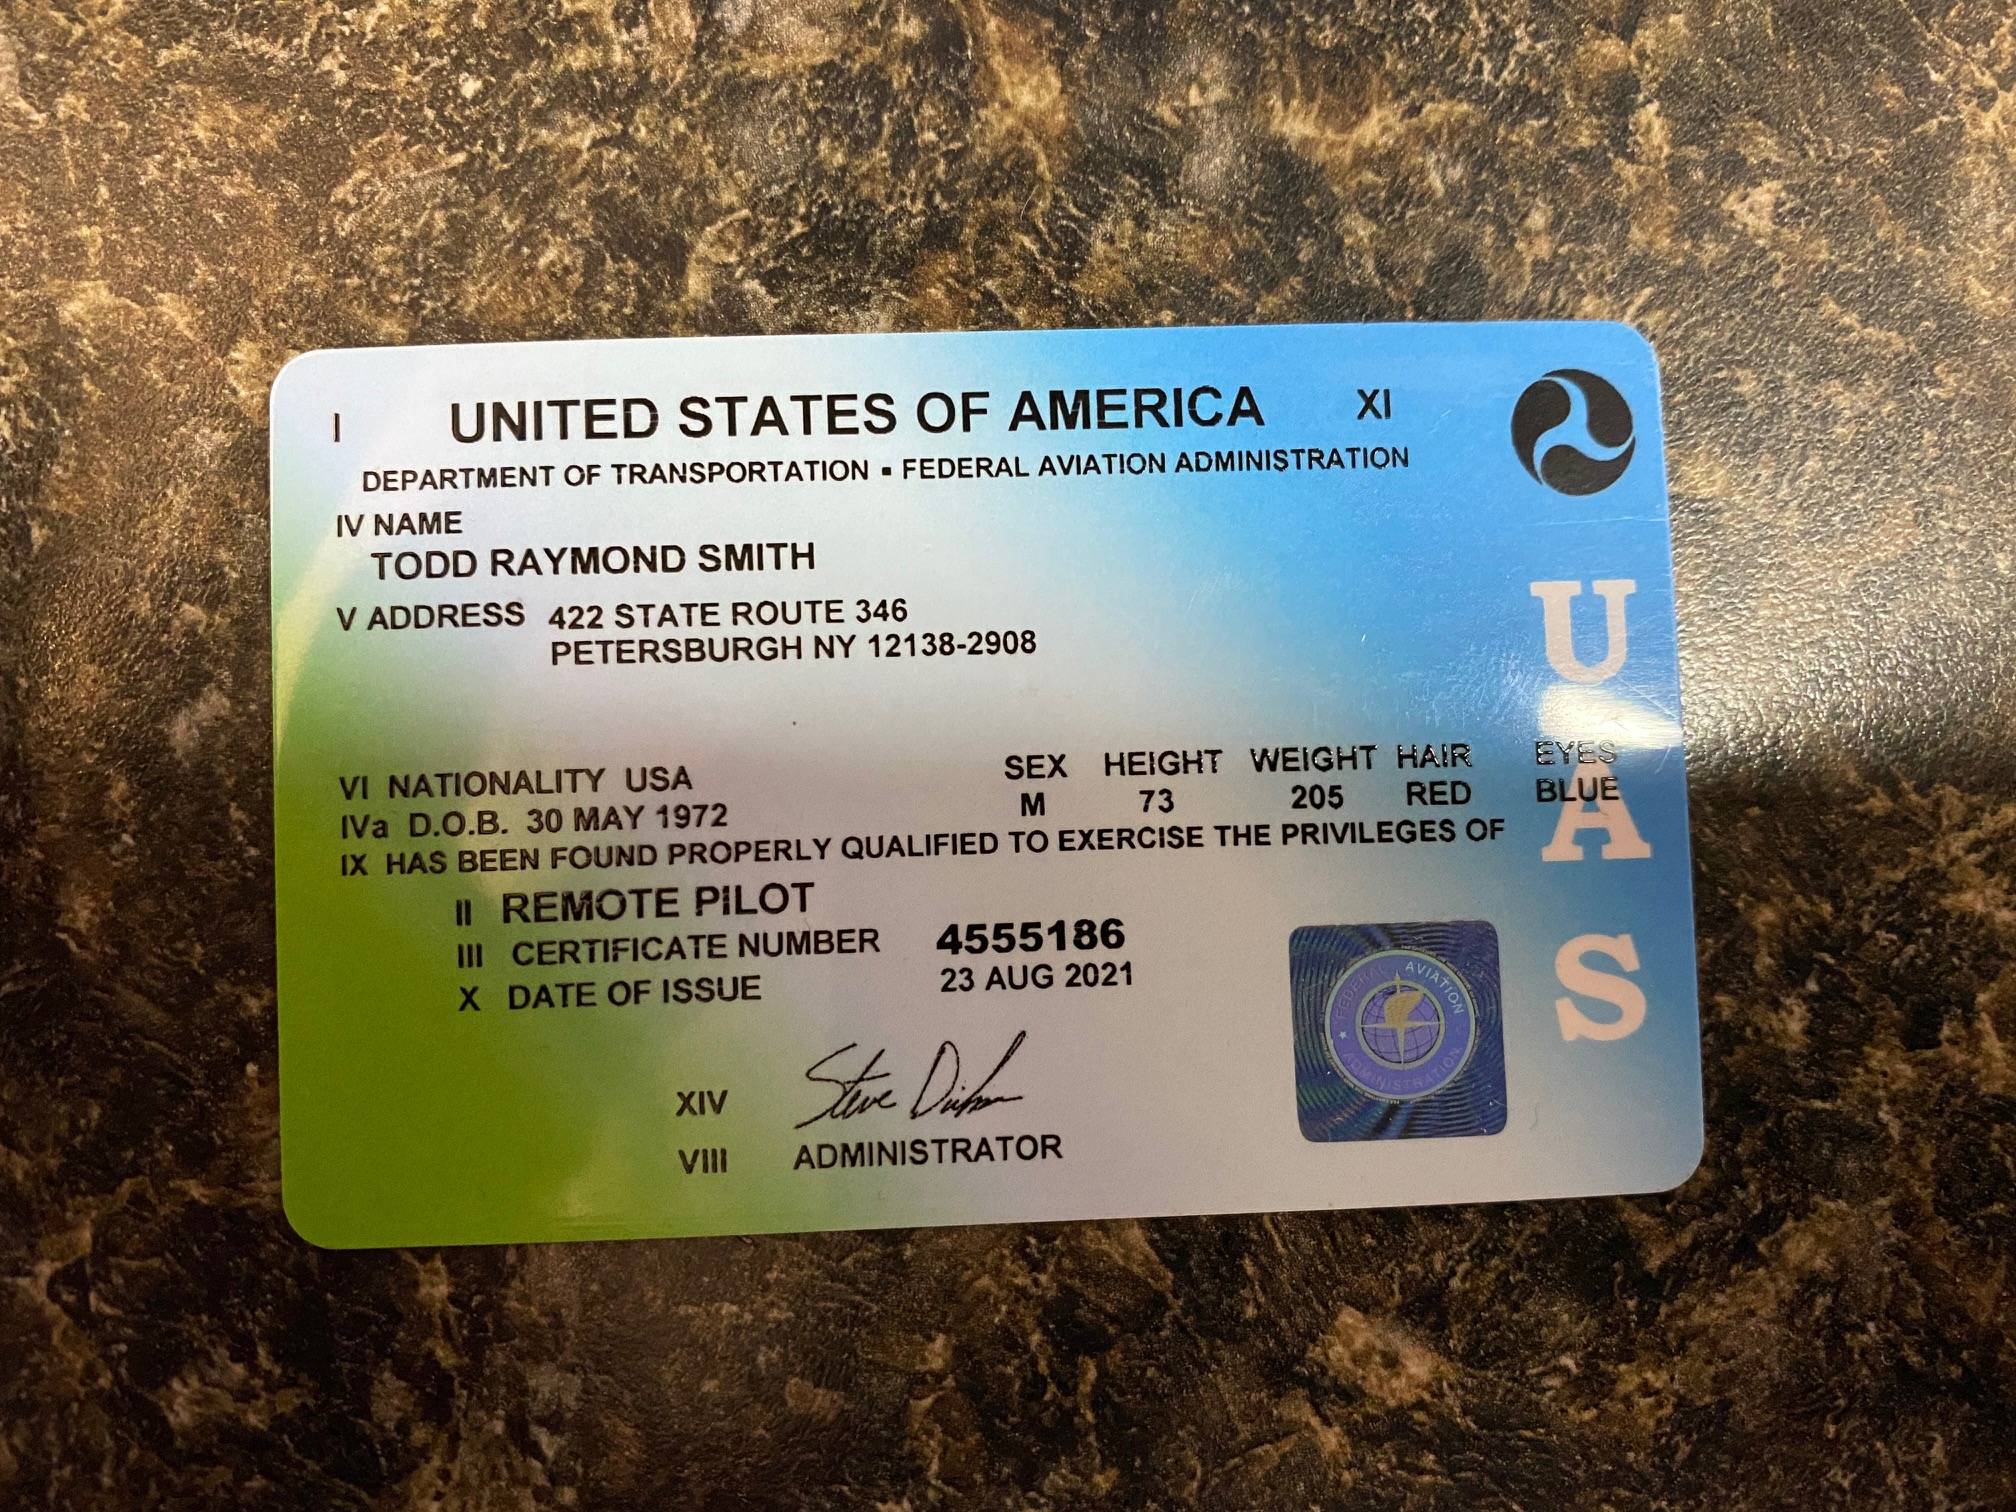 I UNITED STATES OF AMERICA XI
DEPARTMENT OF TRANSPORTATION ▪ FEDERAL AVIATION ADMINISTRATION
IV NAME
TODD RAYMOND SMITH
V ADDRESS 422 STATE ROUTE 346
PETERSBURGH NY 12138-2908
VI NATIONALITY USA
SEX HEIGHT WEIGHT HAIR EYES
M 73 205 RED BLUE
IVa D.O.B. 30 MAY 1972
IX HAS BEEN FOUND PROPERLY QUALIFIED TO EXERCISE THE PRIVILEGES OF
II REMOTE PILOT
III CERTIFICATE NUMBER 4555186
X DATE OF ISSUE 23 AUG 2021
XIV Steve
VIII ADMINISTRATOR
UAS
FEDERAL AVIATION ADMINISTRATION